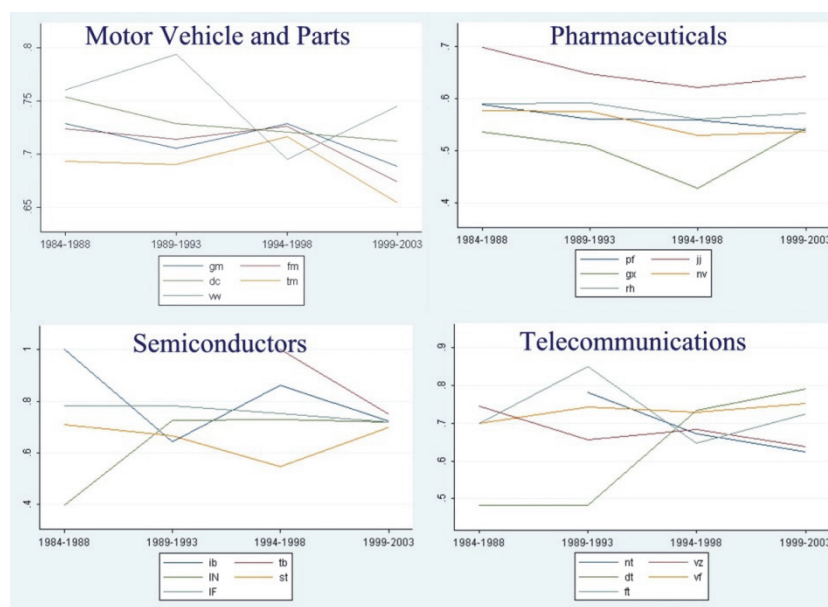 Motor Vehicle and Parts
.8
.75
.7
.65
1984-1988
1989-1993
1994-1998
1999-2003
gm
fm
dc
tm
vw
Pharmaceuticals
.7
.6
.5
.4
1984-1988
1989-1993
1994-1998
1999-2003
pf
jj
gx
nv
rh
Semiconductors
1
.8
.6
.4
1984-1988
1989-1993
1994-1998
1999-2003
ib
tb
IN
st
IF
Telecommunications
.9
.8
.7
.6
.5
1984-1988
1989-1993
1994-1998
1999-2003
nt
vz
dt
vf
ft